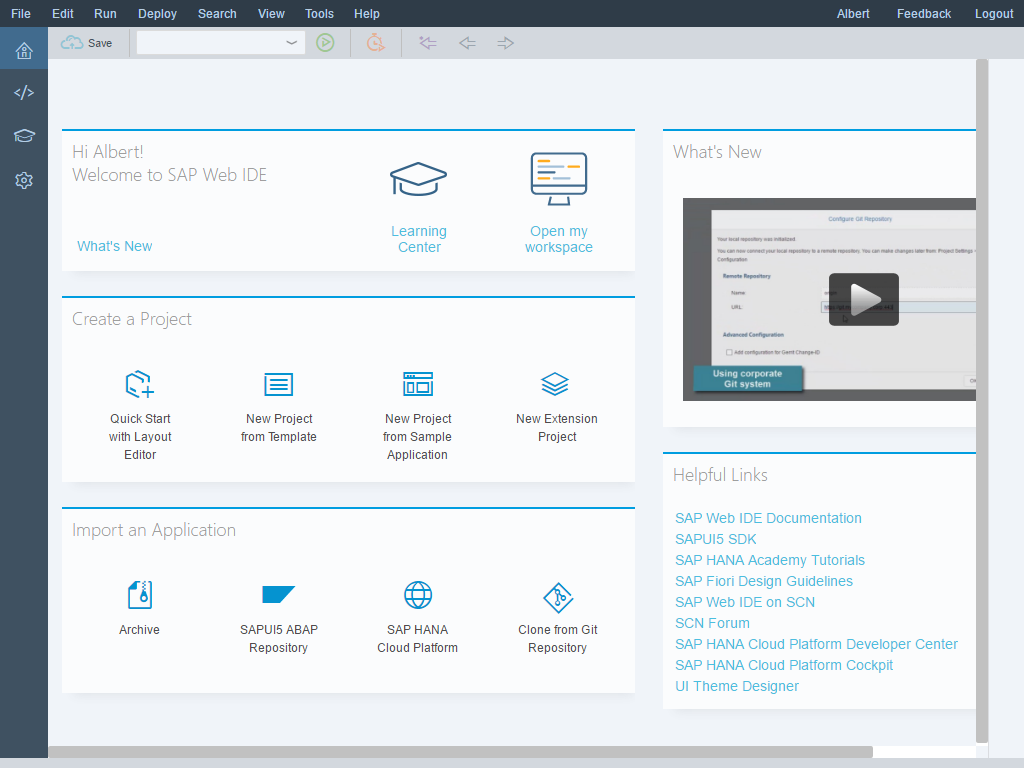 File Edit Run Deploy Search View Tools Help Albert Feedback Logout
Save
Hi Albert!
Welcome to SAP Web IDE
What's New
Learning
Center
Open my
workspace
Create a Project
Quick Start
with Layout
Editor
New Project
from Template
New Project
from Sample
Application
New Extension
Project
Import an Application
Archive
SAPUI5 ABAP
Repository
SAP HANA
Cloud Platform
Clone from Git
Repository
What's New
Configure Git Repository
Your local repository was initialized.
You can now connect your local repository to a remote repository. You can make changes later from 'Project Settings
Configuration
Remote Repository
Name:
URL:
Advanced Configuration
Add configuration for Gerrit Change-ID
Using corporate
Git system
Helpful Links
SAP Web IDE Documentation
SAPUI5 SDK
SAP HANA Academy Tutorials
SAP Fiori Design Guidelines
SAP Web IDE on SCN
SCN Forum
SAP HANA Cloud Platform Developer Center
SAP HANA Cloud Platform Cockpit
UI Theme Designer